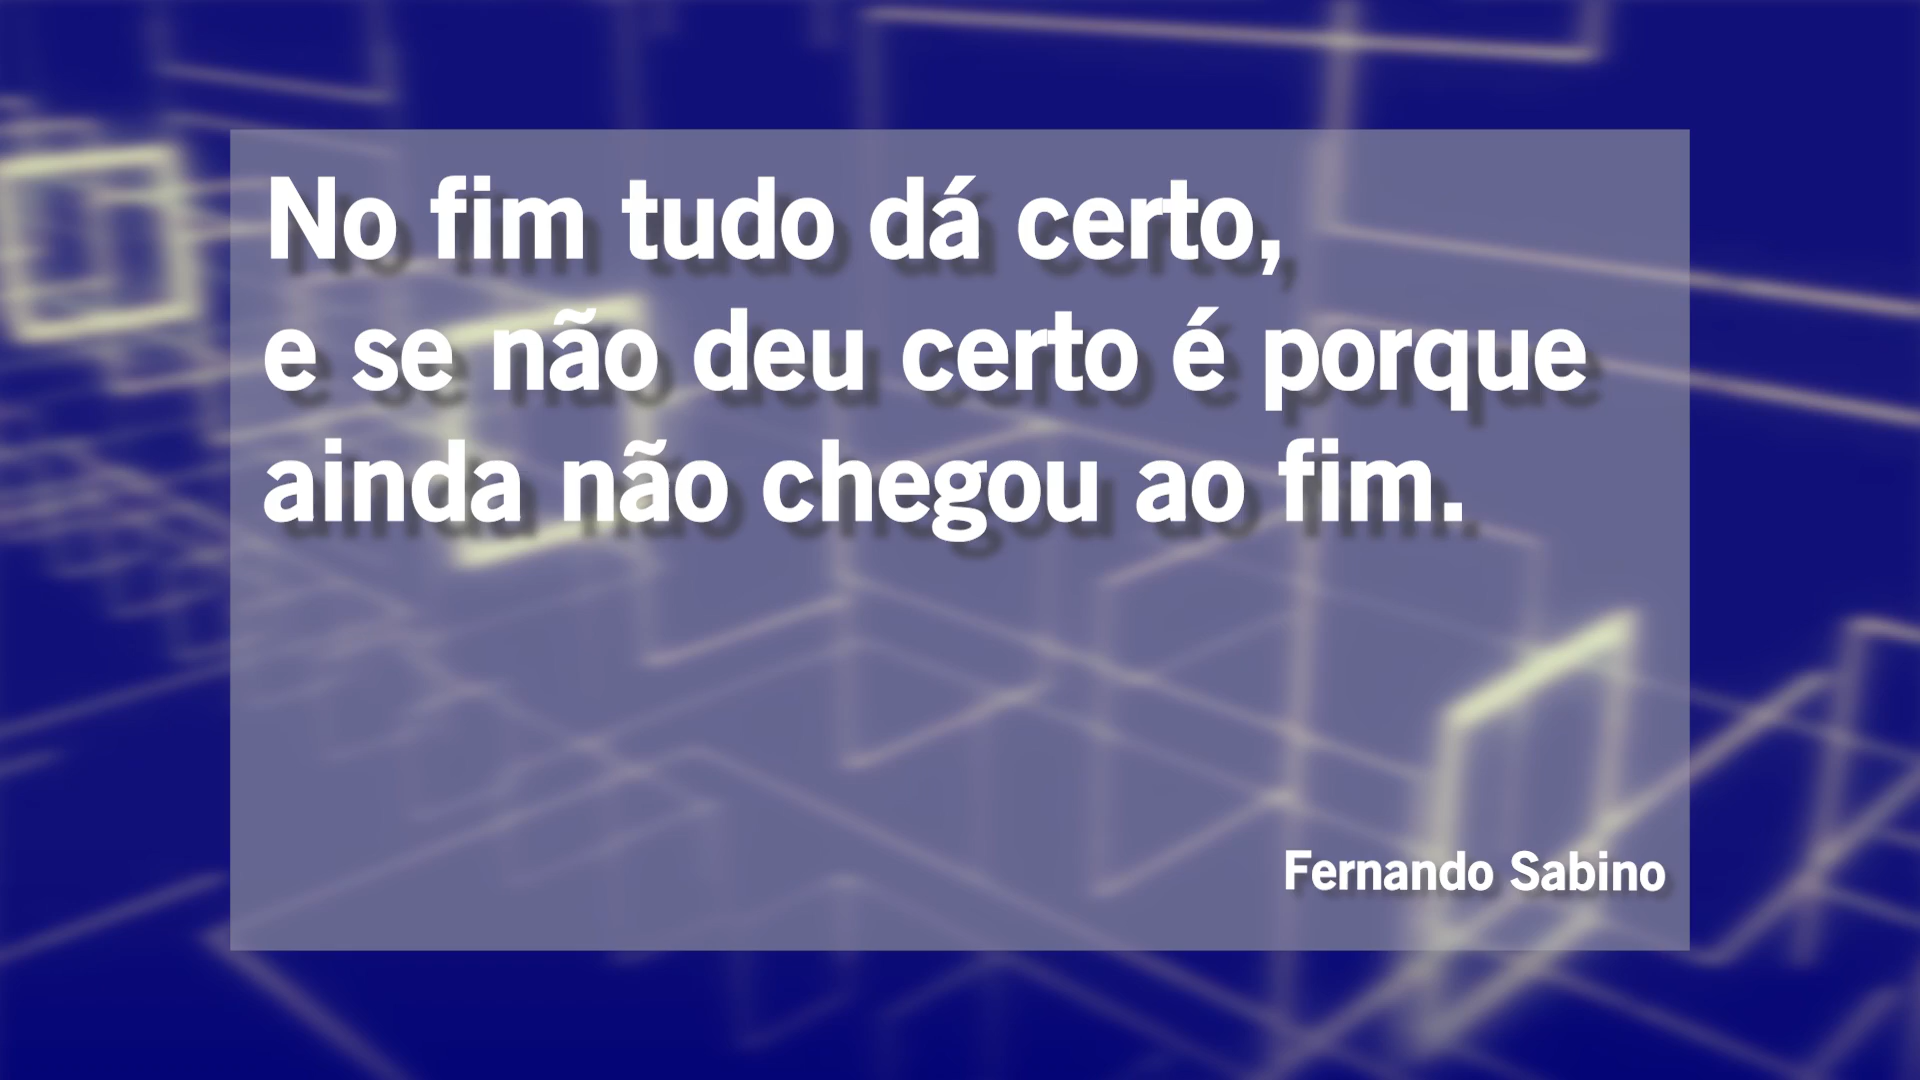 No fim tudo dá certo,
e se não deu certo é porque
ainda não chegou ao fim.
Fernando Sabino